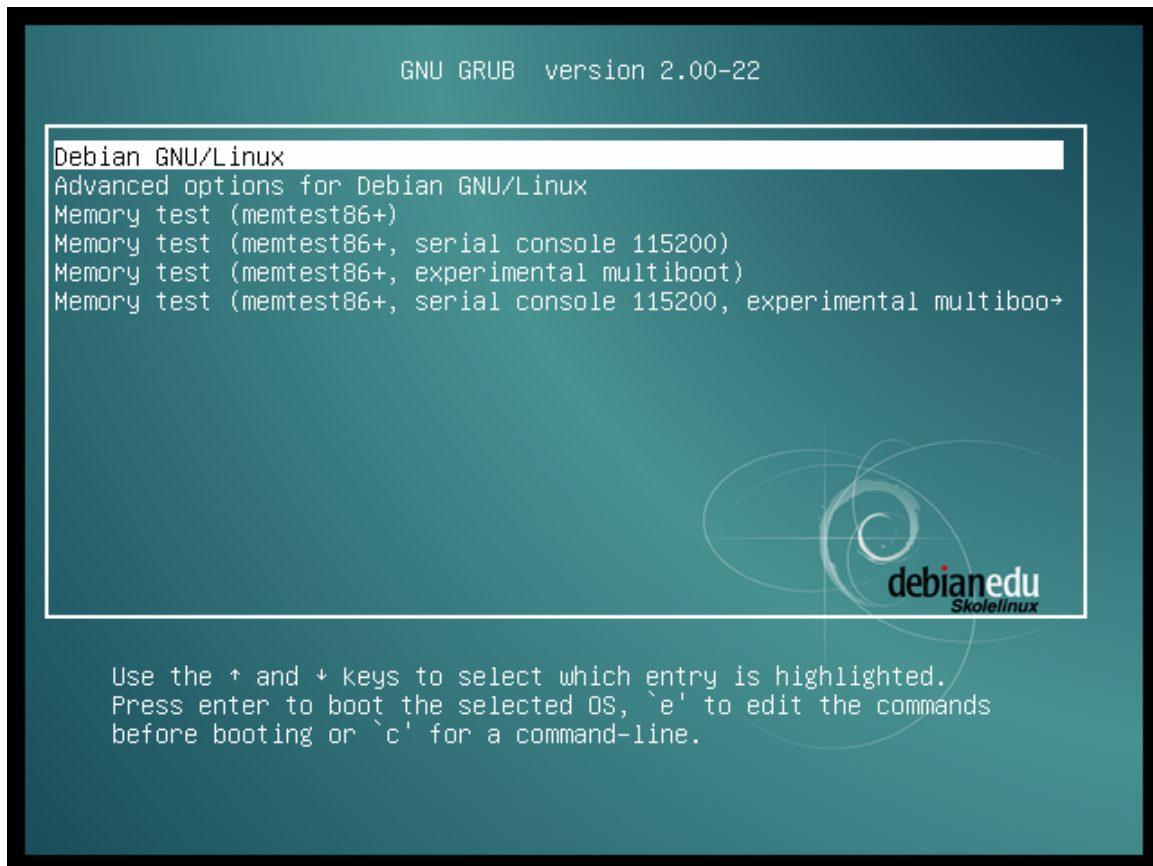 GNU GRUB  version 2.00-22
Debian GNU/Linux
Advanced options for Debian GNU/Linux
Memory test (memtest86+)
Memory test (memtest86+, serial console 115200)
Memory test (memtest86+, experimental multiboot)
Memory test (memtest86+, serial console 115200, experimental multiboo→
debianedu
Skolelinux
Use the ↑ and ↓ keys to select which entry is highlighted.
Press enter to boot the selected OS, `e' to edit the commands
before booting or `c' for a command-line.